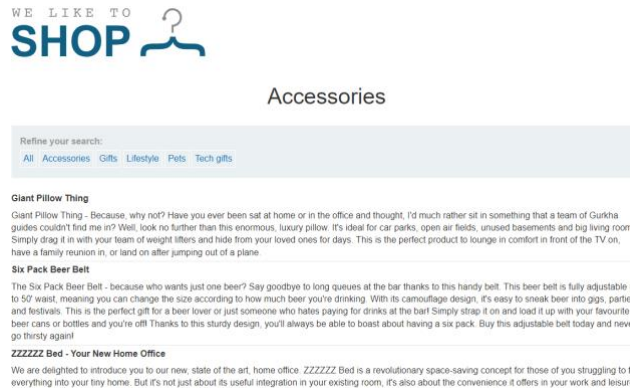 WE LIKE TO
SHOP
Accessories
Refine your search:
All Accessories Gifts Lifestyle Pets Tech gifts
Giant Pillow Thing
Giant Pillow Thing - Because, why not? Have you ever been sat at home or in the office and thought, I'd much rather sit in something that a team of Gurkha
guides couldn't find me in? Well, look no further than this enormous, luxury pillow. It's ideal for car parks, open air fields, unused basements and big living room
Simply drag it in with your team of weight lifters and hide from your loved ones for days. This is the perfect product to lounge in comfort in front of the TV on,
have a family reunion in, or land on after jumping out of a plane.
Six Pack Beer Belt
The Six Pack Beer Belt - because who wants just one beer? Say goodbye to long queues at the bar thanks to this handy belt. This beer belt is fully adjustable
to 50' waist, meaning you can change the size according to how much beer you're drinking. With its camouflage design, it's easy to sneak beer into gigs, partie
and festivals. This is the perfect gift for a beer lover or just someone who hates paying for drinks at the bar! Simply strap it on and load it up with your favourite
beer cans or bottles and you're off! Thanks to this sturdy design, you'll always be able to boast about having a six pack. Buy this adjustable belt today and neve
go thirsty again!
ZZZZZZ Bed - Your New Home Office
We are delighted to introduce you to our new, state of the art, home office. ZZZZZZ Bed is a revolutionary space-saving concept for those of you struggling to f
everything into your tiny home. But it's not just about its useful integration in your existing room, it's also about the convenience it offers in your work and leisur